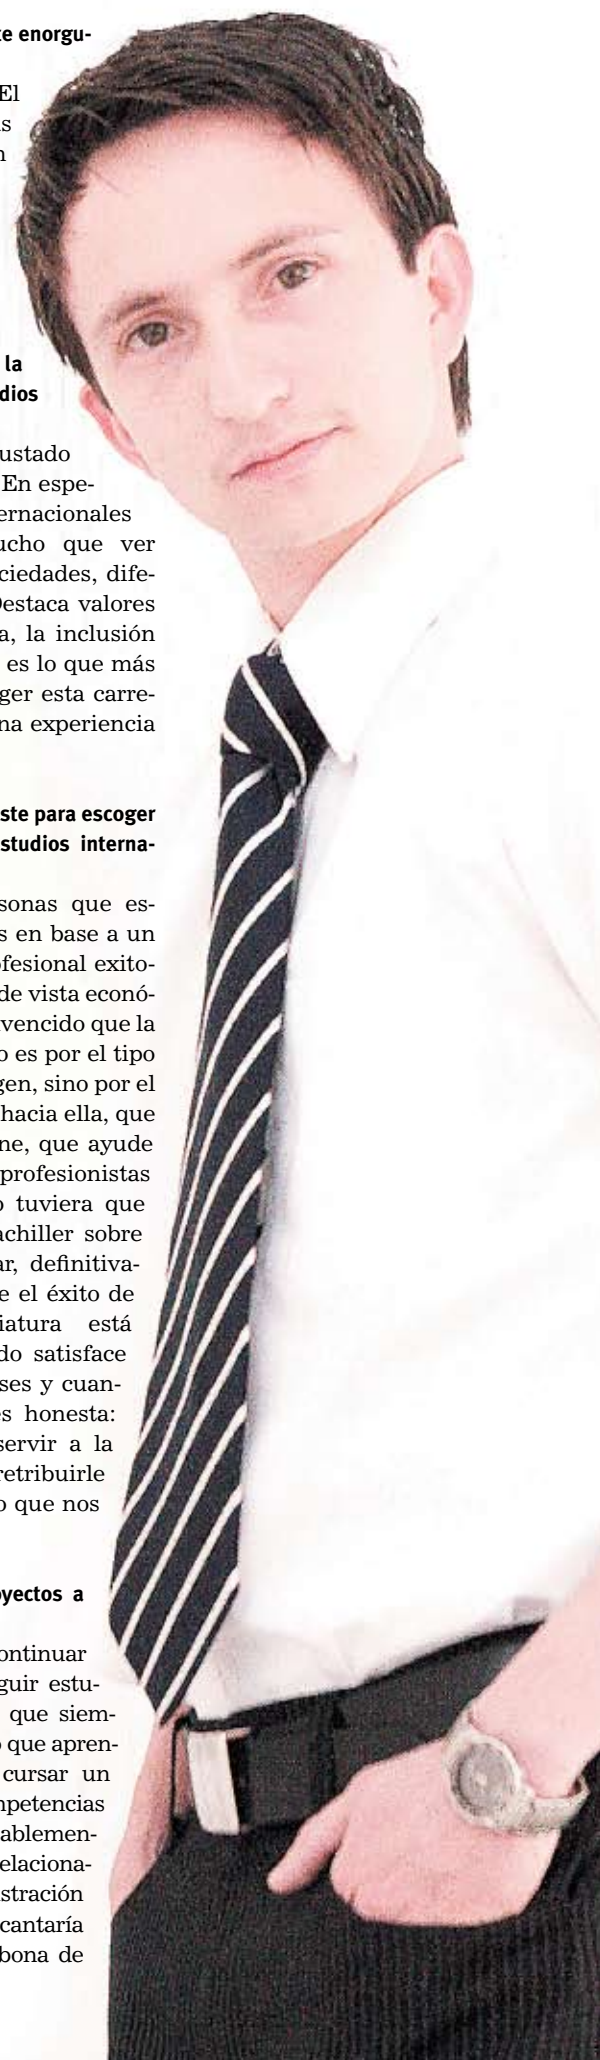 te enorgu-
El
s
n
la
dios
ustado
En espe-
ernacionales
ucho que ver
ciedades, dife-
Destaca valores
a, la inclusión
es lo que más
ger esta carre-
na experiencia
ste para escoger
studios interna-
sonas que es-
s en base a un
ofesional exito-
de vista econó-
vencido que la
o es por el tipo
gen, sino por el
hacia ella, que
ne, que ayude
profesionistas
o tuviera que
achiller sobre
ar, definitiva-
e el éxito de
iatura está
do satisface
ses y cuan-
es honesta:
servir a la
retribuirle
o que nos
oyectos a
ontinuar
guir estu-
que siem-
o que apren-
cursar un
mpetencias
ablemen-
elaciona-
stración
cantaría
bona de